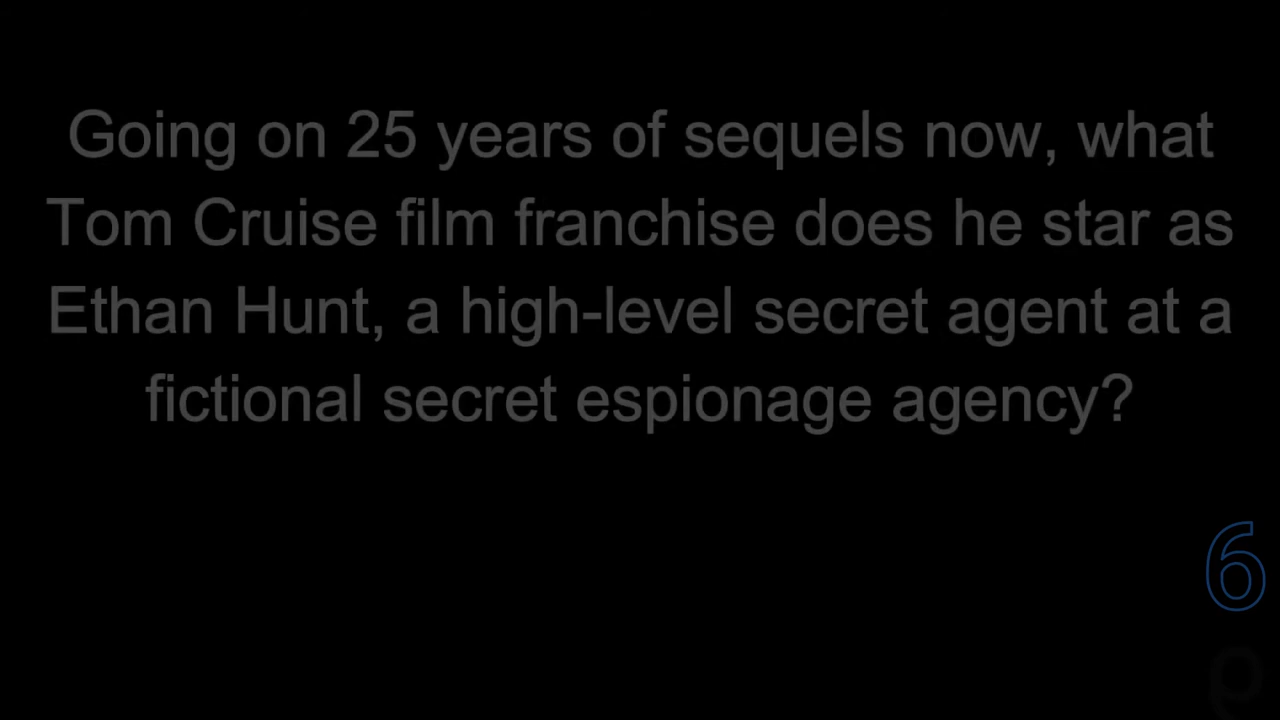 Going on 25 years of sequels now, what
Tom Cruise film franchise does he star as
Ethan Hunt, a high-level secret agent at a
fictional secret espionage agency?
6